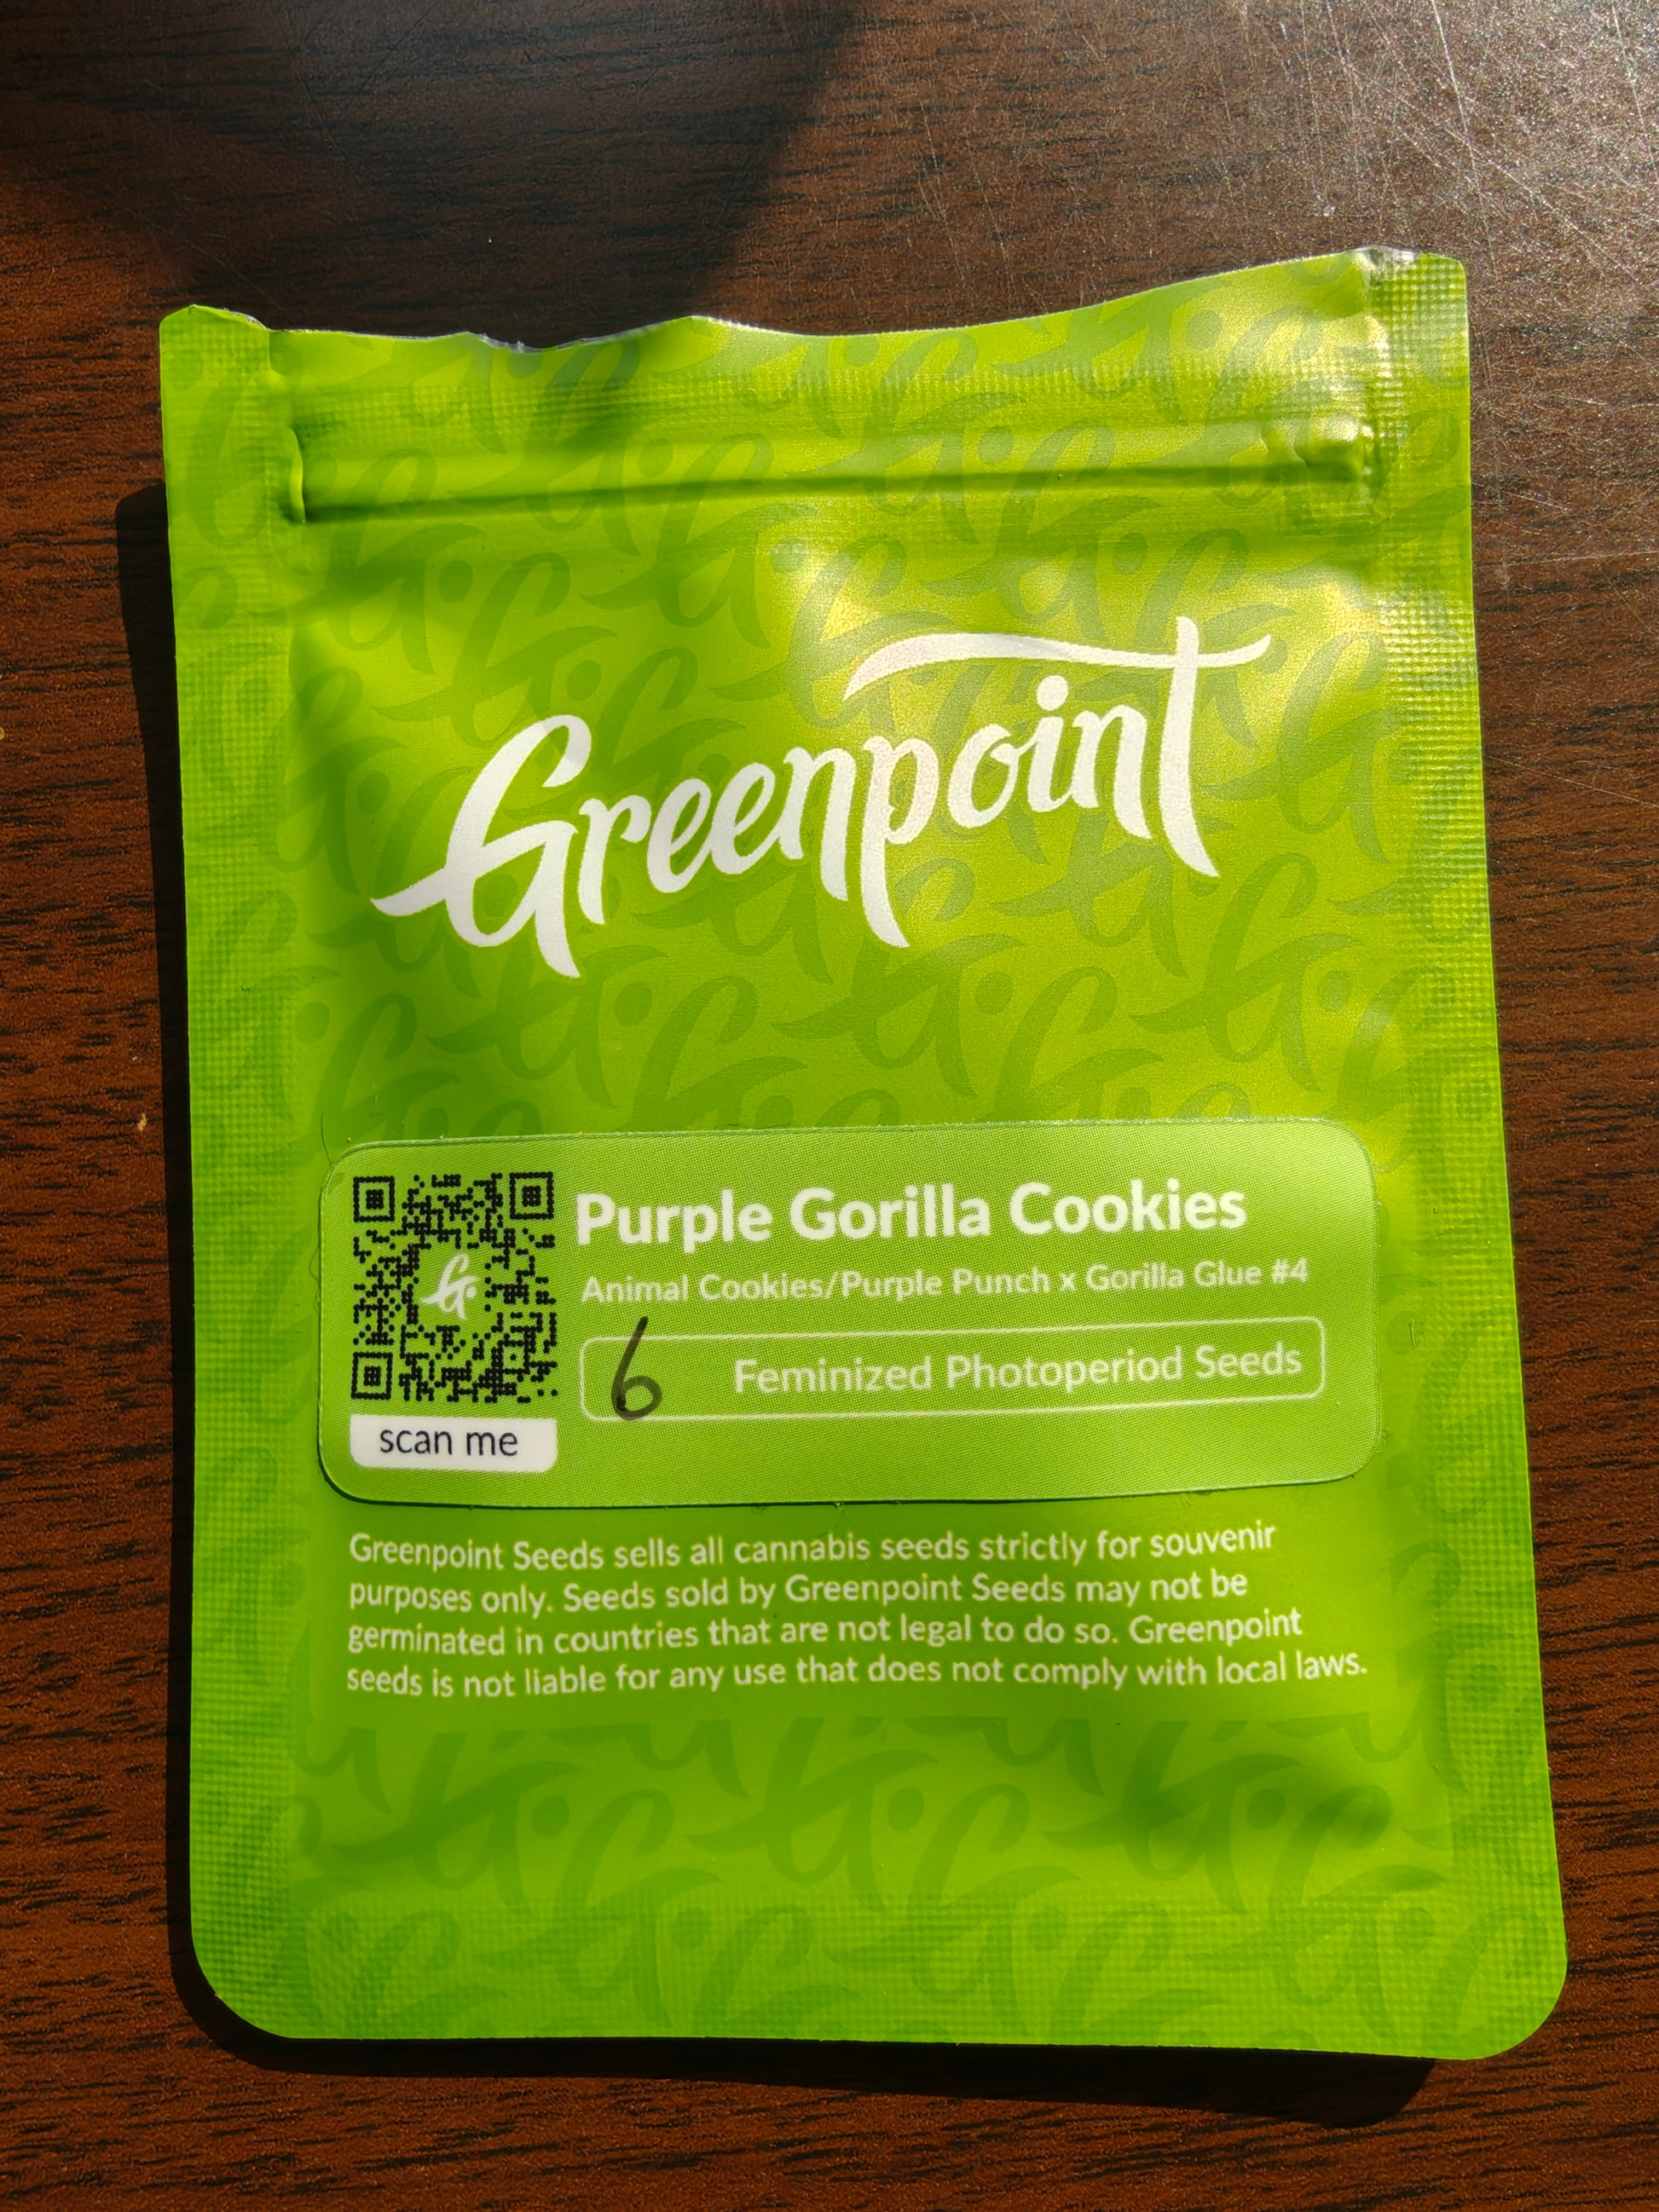 Greenpoint
Purple Gorilla Cookies
Animal Cookies/Purple Punch x Gorilla Glue #4
6 Feminized Photoperiod Seeds
scan me
Greenpoint Seeds sells all cannabis seeds strictly for souvenir
purposes only. Seeds sold by Greenpoint Seeds may not be
germinated in countries that are not legal to do so. Greenpoint
seeds is not liable for any use that does not comply with local laws.